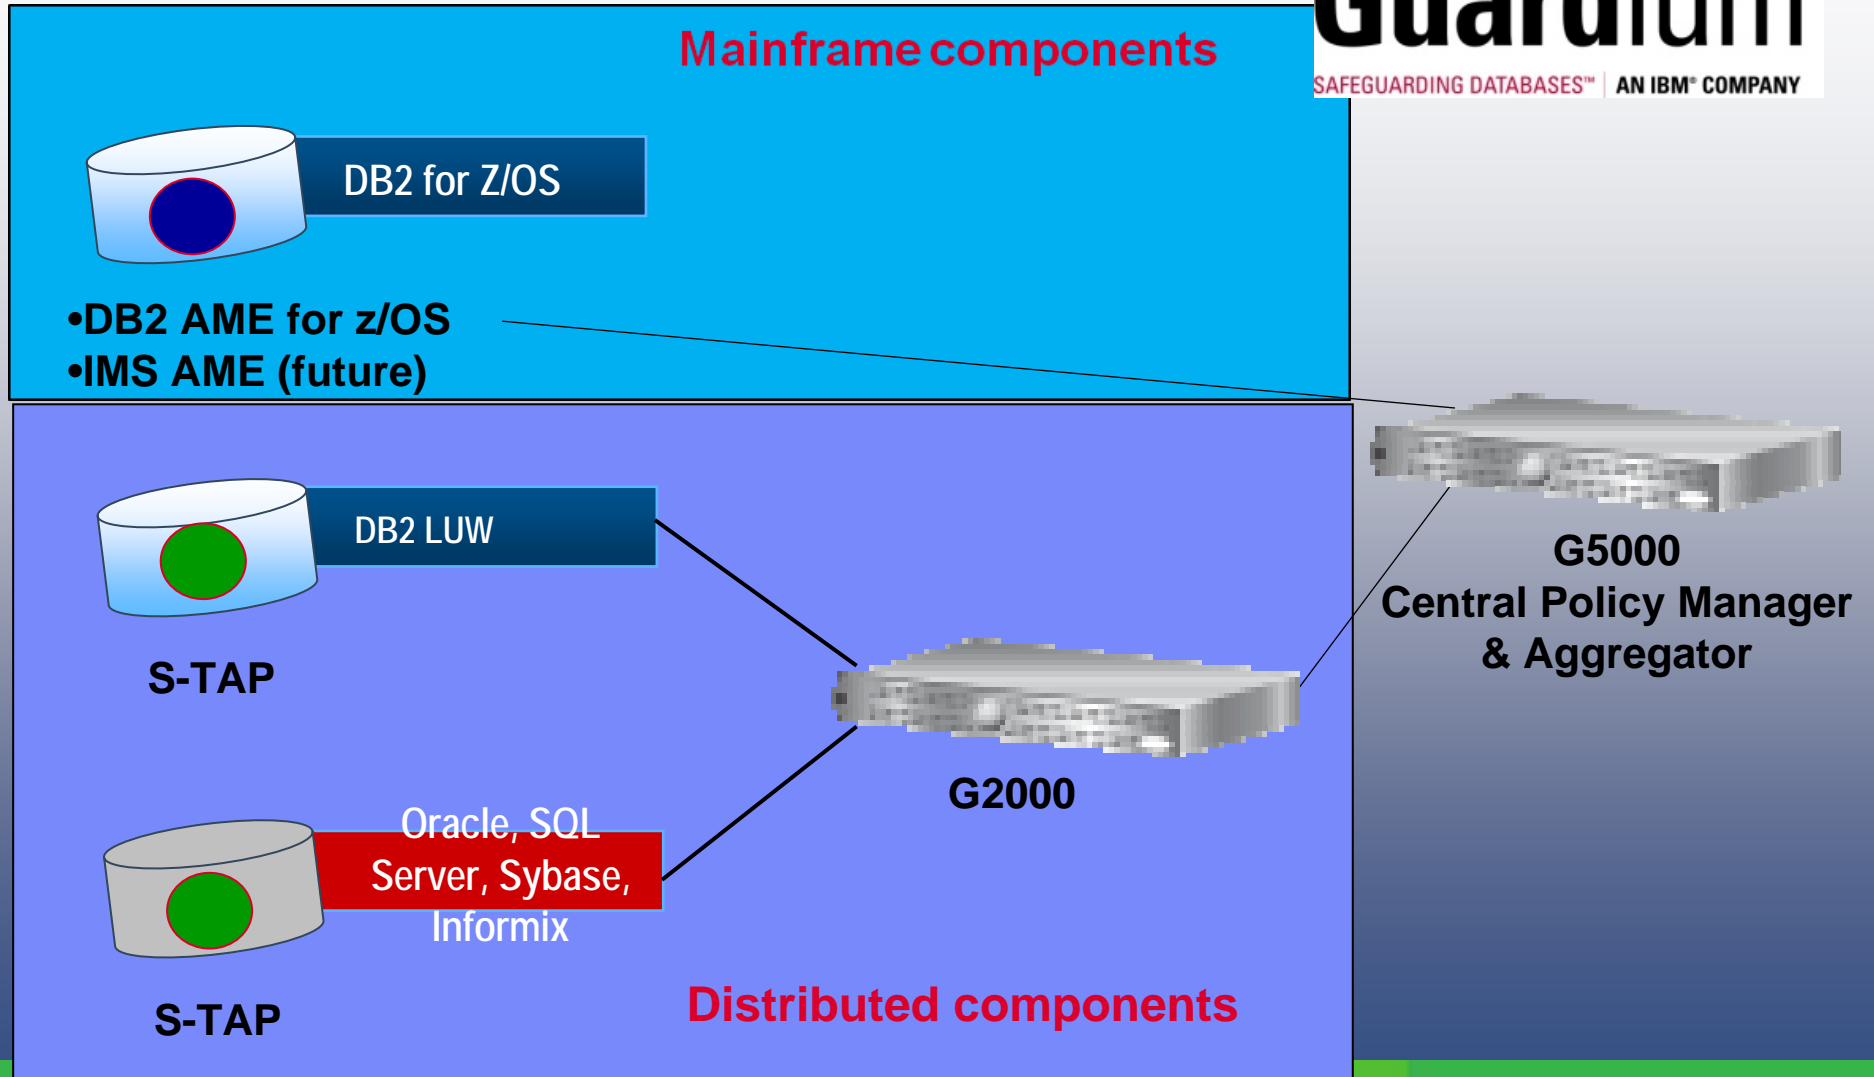 Guardium
SAFEGUARDING DATABASES™ | AN IBM® COMPANY
Mainframe components
DB2 for Z/OS
•DB2 AME for z/OS
•IMS AME (future)
DB2 LUW
S-TAP
G5000
Central Policy Manager
& Aggregator
G2000
Oracle, SQL
Server, Sybase,
Informix
S-TAP
Distributed components